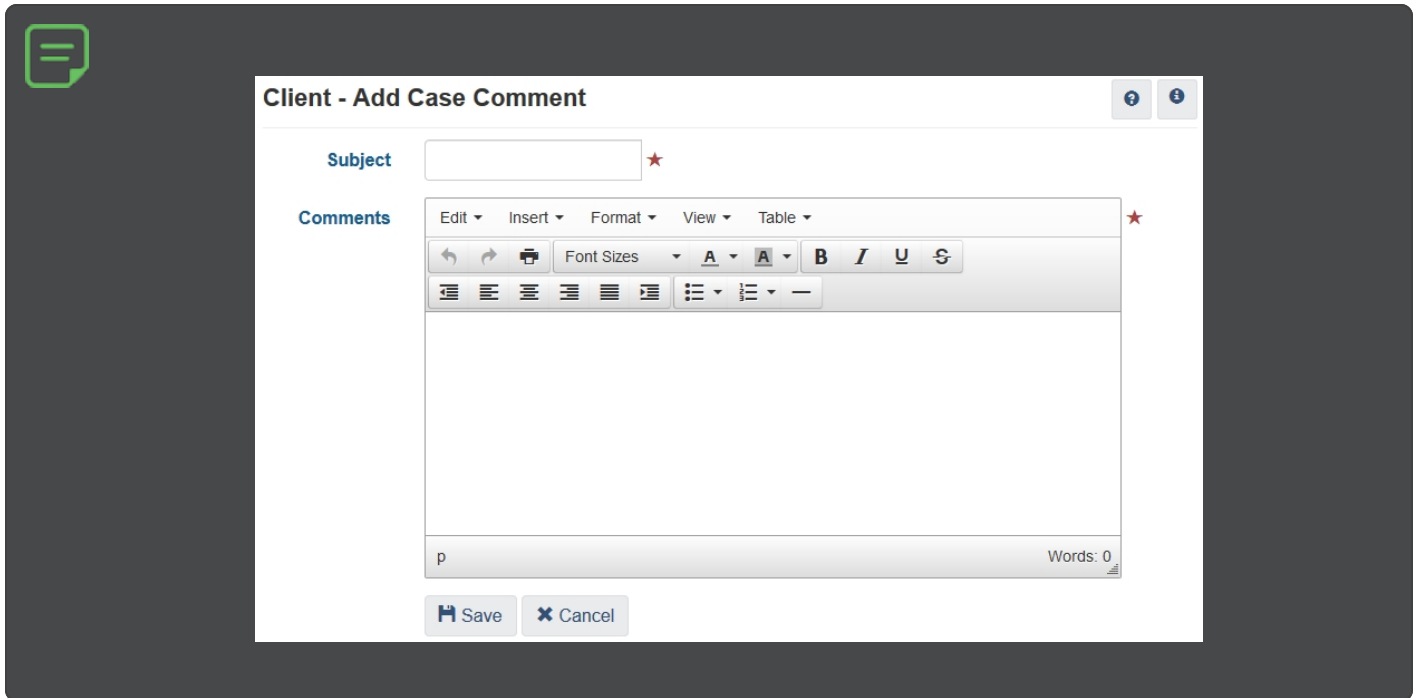 Client - Add Case Comment
Subject
Comments
Edit Insert Format View Table
Font Sizes A A B I U S
p Words: 0
Save Cancel